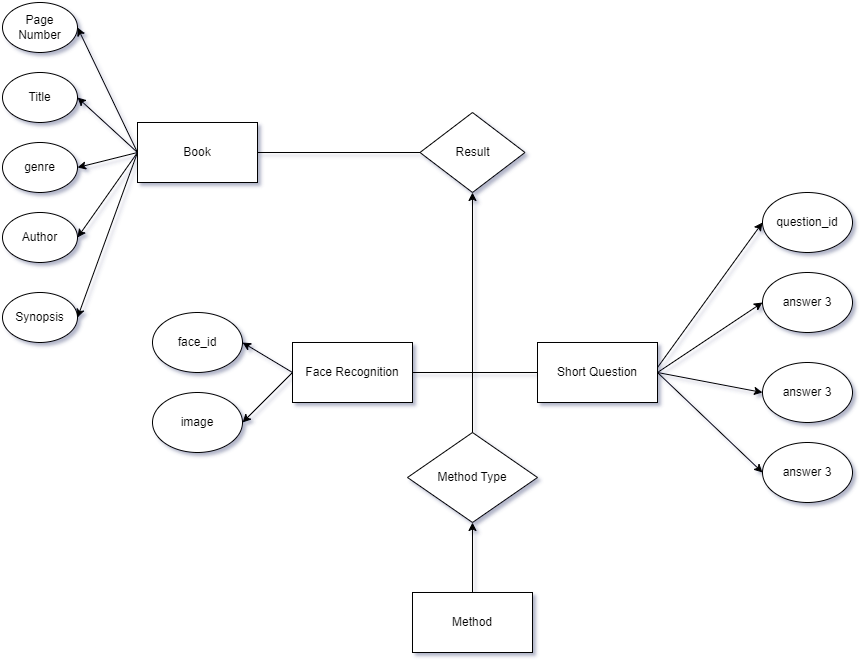 Page
Number
Title
Book
Result
genre
question_id
Author
answer 3
Synopsis
face_id
Face Recognition
Short Question
answer 3
image
answer 3
Method Type
Method